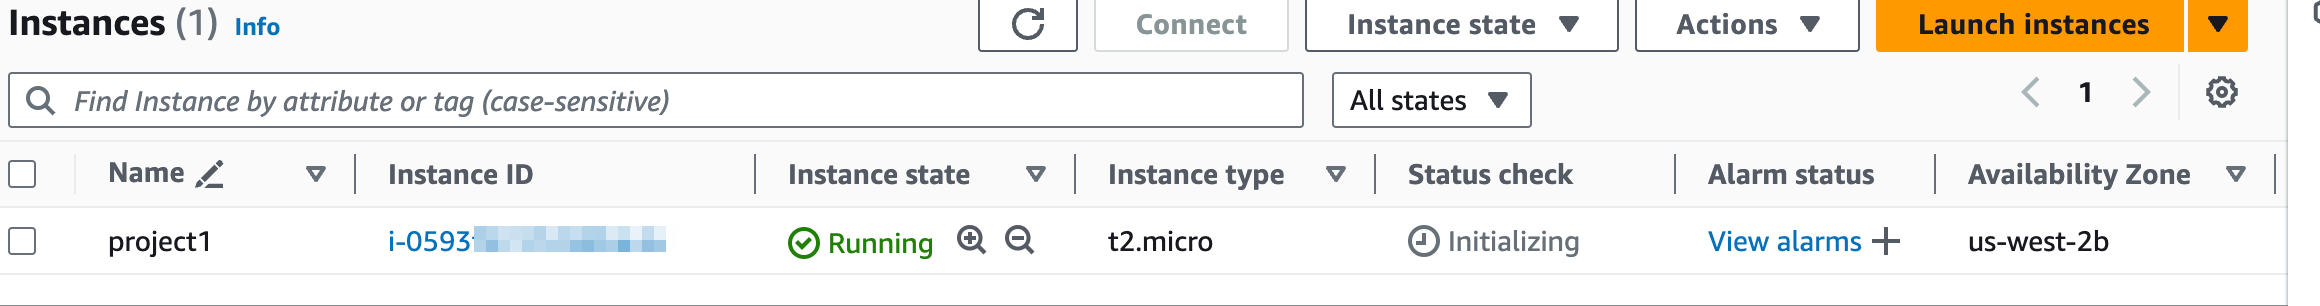 Instances (1) Info Connect Instance state Actions Launch instances
Find Instance by attribute or tag (case-sensitive) All states 1
Name Instance ID Instance state Instance type Status check Alarm status Availability Zone
project1 i-0593 Running t2.micro Initializing View alarms us-west-2b